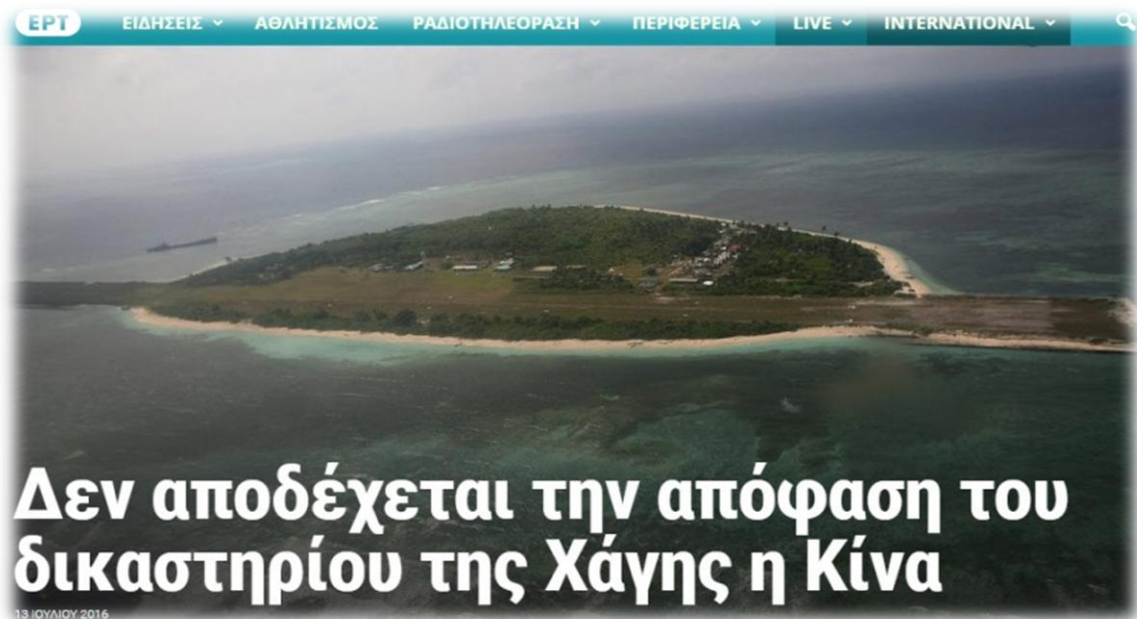 ΕΡΤ ΕΙΔΗΣΕΙΣ ΑΘΛΗΤΙΣΜΟΣ ΡΑΔΙΟΤΗΛΕΟΡΑΣΗ ΠΕΡΙΦΕΡΕΙΑ LIVE INTERNATIONAL
Δεν αποδέχεται την απόφαση του
δικαστηρίου της Χάγης η Κίνα
13 ΙΟΥΛΙΟΥ 2016